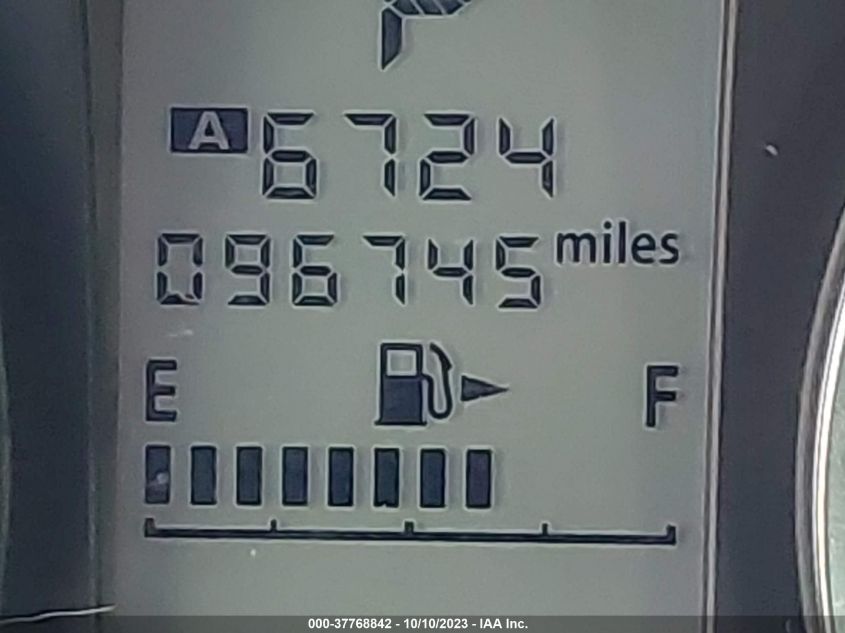 P
A 6724
096745 miles
E F
000-37768842 - 10/10/2023 - IAA Inc.